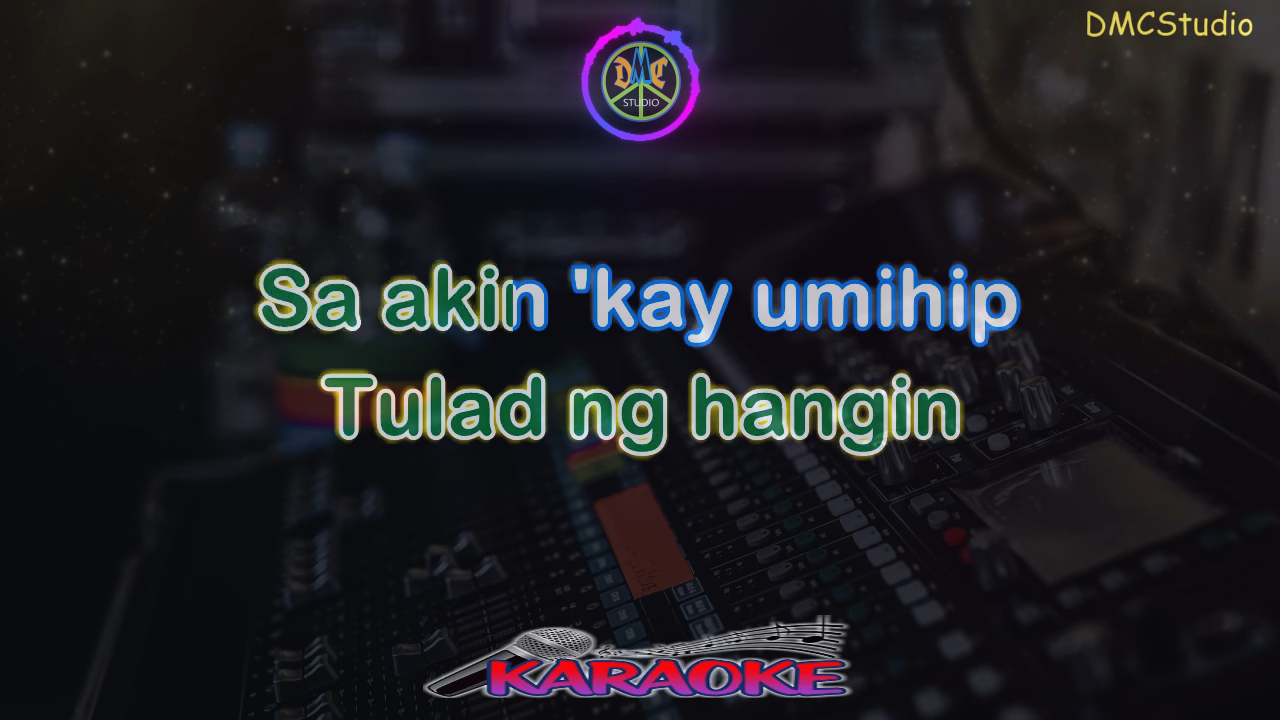 DMCStudio
DMC
STUDIO
Sa akin 'kay umihip
Tulad ng hangin
KARAOKE